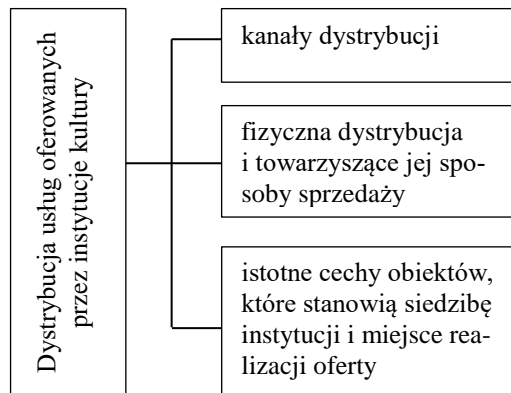 Dystrybucja usług oferowanych
przez instytucje kultury
kanały dystrybucji
fizyczna dystrybucja
i towarzyszące jej spo-
soby sprzedaży
istotne cechy obiektów,
które stanowią siedzibę
instytucji i miejsce rea-
lizacji oferty